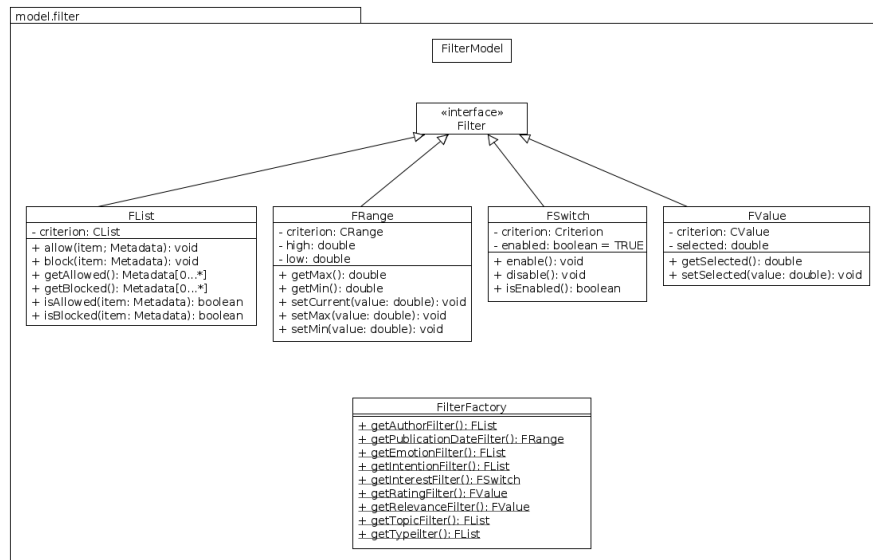 model.filter
FilterModel
«interface»
Filter
FList
- criterion: CList
+ allow(item; Metadata): void
+ block(item: Metadata): void
+ getAllowed(): Metadata[0...*]
+ getBlocked(): Metadata[0...*]
+ isAllowed(item: Metadata): boolean
+ isBlocked(item: Metadata): boolean
FRange
- criterion: CRange
- high: double
- low: double
+ getMax(): double
+ getMin(): double
+ setCurrent(value: double): void
+ setMax(value: double): void
+ setMin(value: double): void
FSwitch
- criterion: Criterion
- enabled: boolean = TRUE
+ enable(): void
+ disable(): void
+ isEnabled(): boolean
FValue
- criterion: CValue
- selected: double
+ getSelected(): double
+ setSelected(value: double): void
FilterFactory
+ getAuthorFilter(): FList
+ getPublicationDateFilter(): FRange
+ getEmotionFilter(): FList
+ getIntentionFilter(): FList
+ getInterestFilter(): FSwitch
+ getRatingFilter(): FValue
+ getRelevanceFilter(): FValue
+ getTopicFilter(): FList
+ getTypeilter(): FList